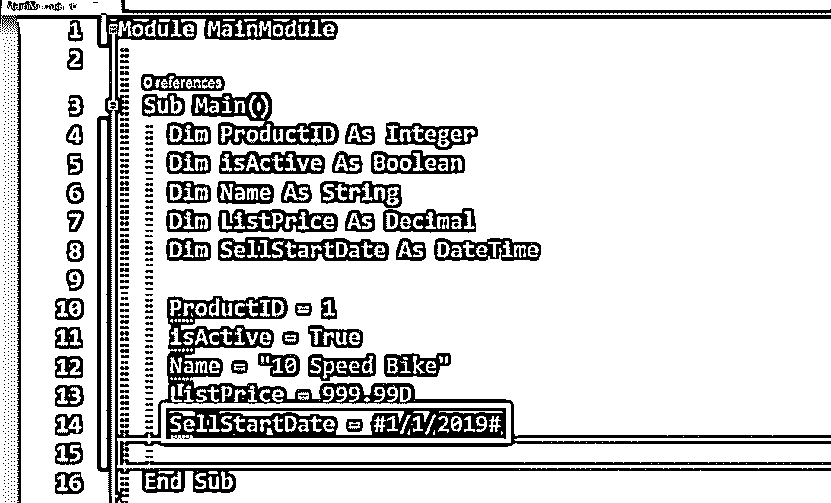 1 Module MainModule
2
0 references
3 Sub Main()
4 Dim ProductID As Integer
5 Dim isActive As Boolean
6 Dim Name As String
7 Dim ListPrice As Decimal
8 Dim SellStartDate As DateTime
9
10 ProductID = 1
11 isActive = True
12 Name = "10 Speed Bike"
13 ListPrice = 999.99D
14 SellStartDate = #1/1/2019#
15
16 End Sub